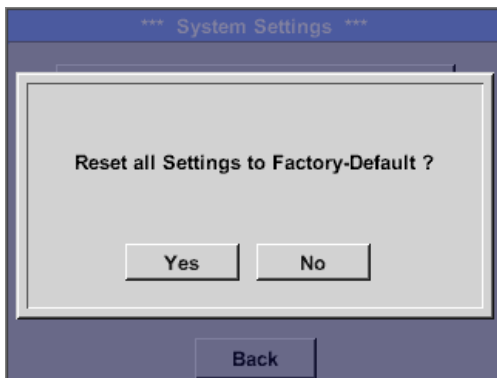 *** System Settings ***
Reset all Settings to Factory-Default ?
Yes No
Back